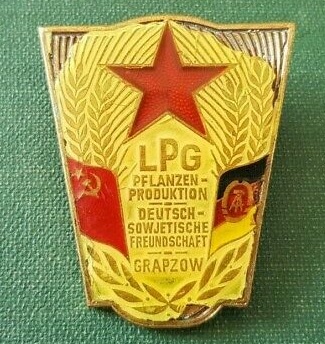 LPG
PFLANZEN-
PRODUKTION
DEUTSCH-
SOWJETISCHE
FREUNDSCHAFT
GRAPZOW